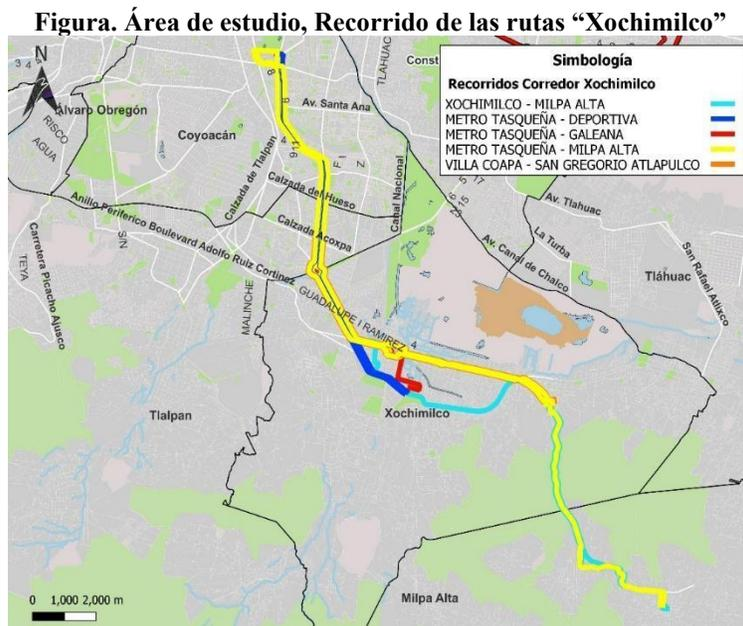 Figura. Área de estudio, Recorrido de las rutas “Xochimilco”
N
3 4
TLAHUAC
Const
Simbología
Recorridos Corredor Xochimilco
XOCHIMILCO - MILPA ALTA
METRO TASQUEÑA - DEPORTIVA
METRO TASQUEÑA - GALEANA
METRO TASQUEÑA - MILPA ALTA
VILLA COAPA - SAN GREGORIO ATLAPULCO
Álvaro Obregón
RISCO
AGUA
Av. Santa Ana
Coyoacán
Calzada de Tlalpan
Calzada del Hueso
Calzada Acoxpa
Canal Nacional
Anillo Periferico Boulevard Adolfo Ruiz Cortinez
S/N
Carretera Picacho Ajusco
TEYA
MALINCHE
GUADALUPE I RAMIREZ
4
Av. Tlahuac
La Turba
Av. Canal de Chalco
Tláhuac
San Rafael Atlixco
Xochimilco
Tlalpan
Milpa Alta
0 1,000 2,000 m